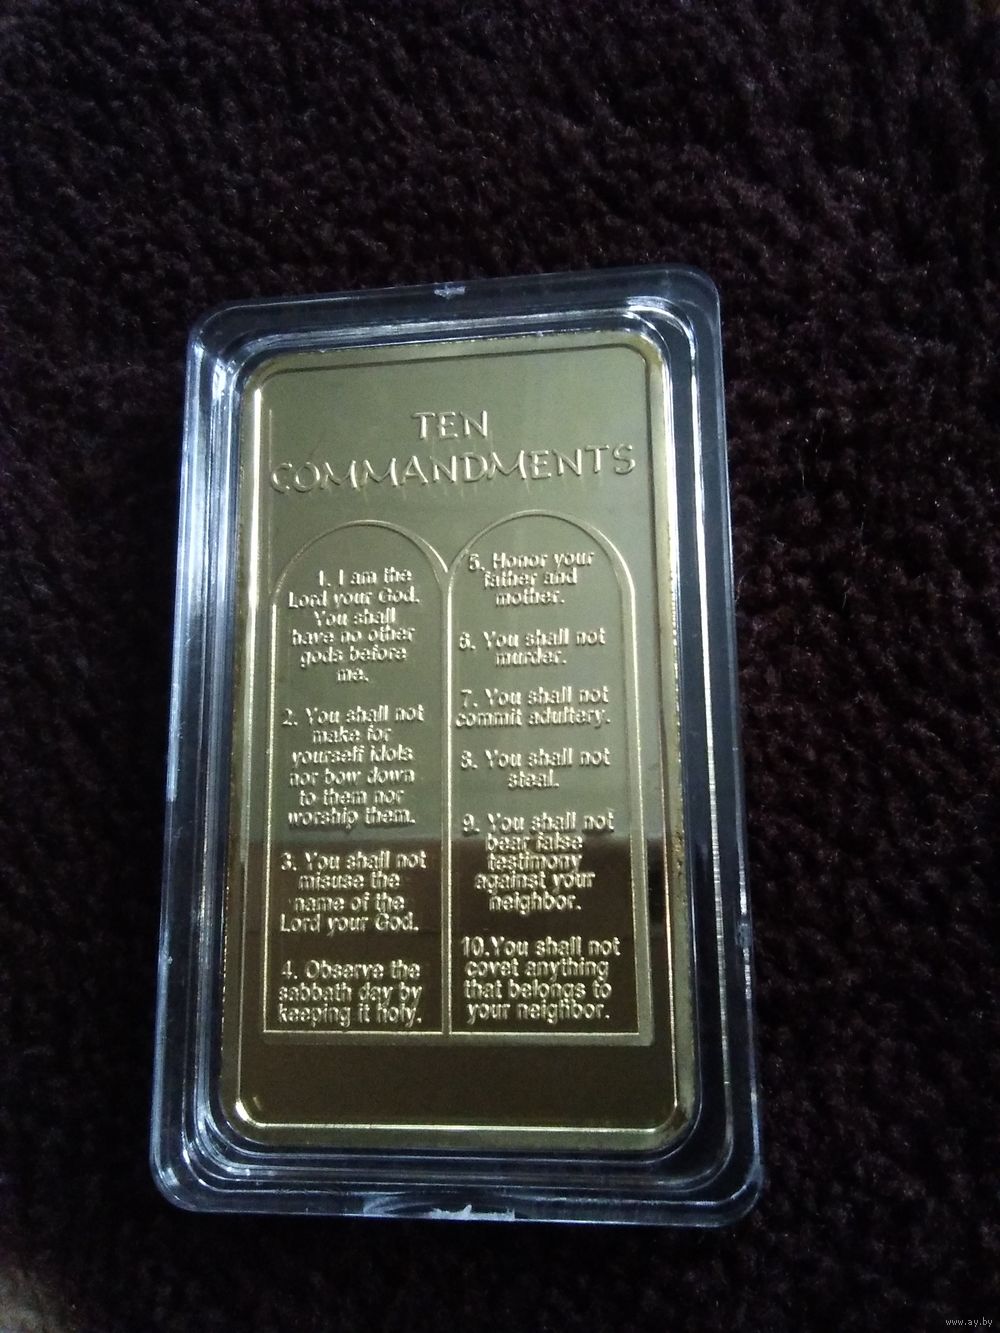 TEN
COMMANDMENTS
1. I am the
Lord your God.
You shall
have no other
gods before
me.
2. You shall not
make for
yourself idols
nor bow down
to them nor
worship them.
3. You shall not
misuse the
name of the
Lord your God.
4. Observe the
sabbath day by
keeping it holy.
5. Honor your
father and
mother.
6. You shall not
murder.
7. You shall not
commit adultery.
8. You shall not
steal.
9. You shall not
bear false
testimony
against your
neighbor.
10.You shall not
covet anything
that belongs to
your neighbor.
www.ay.by